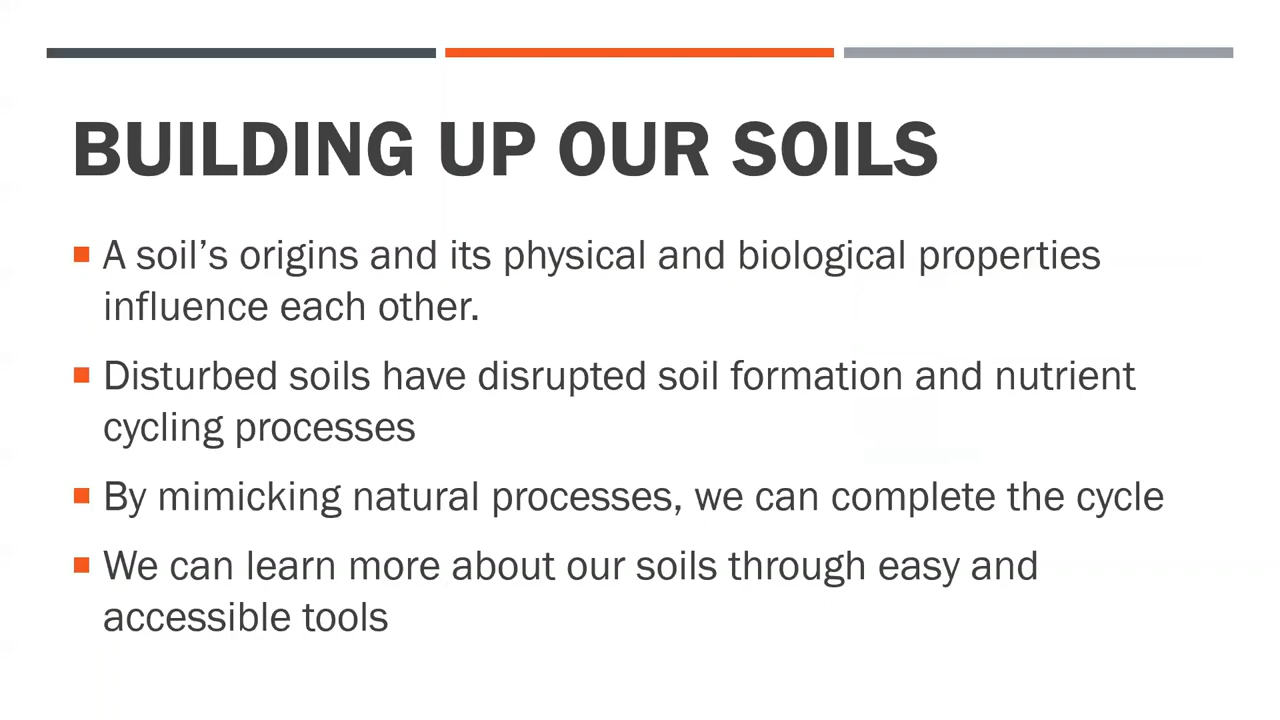 BUILDING UP OUR SOILS
A soil’s origins and its physical and biological properties
influence each other.
Disturbed soils have disrupted soil formation and nutrient
cycling processes
By mimicking natural processes, we can complete the cycle
We can learn more about our soils through easy and
accessible tools